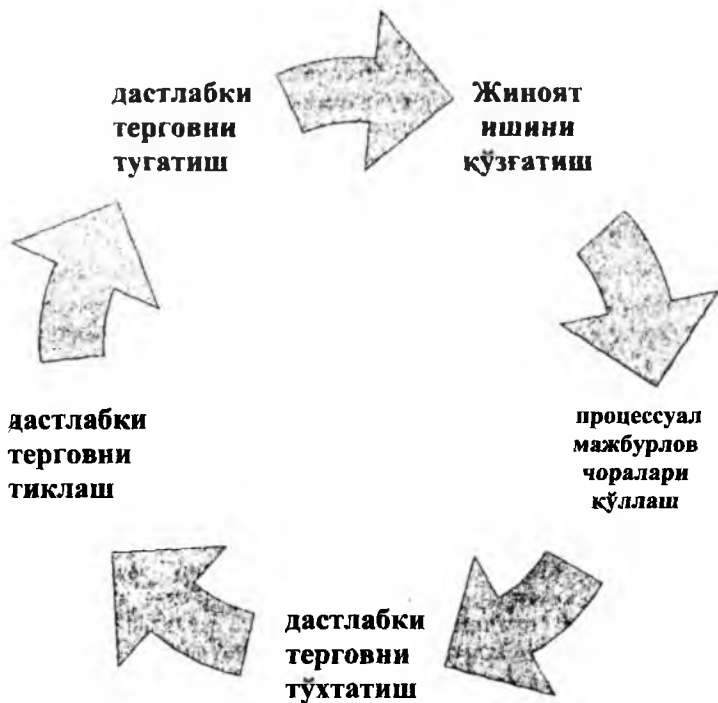 дастлабки
терговни
тугатиш
Жиноят
ишини
қўзғатиш
процессуал
мажбурлов
чоралари
қўллаш
дастлабки
терговни
тўхтатиш
дастлабки
терговни
тиклаш